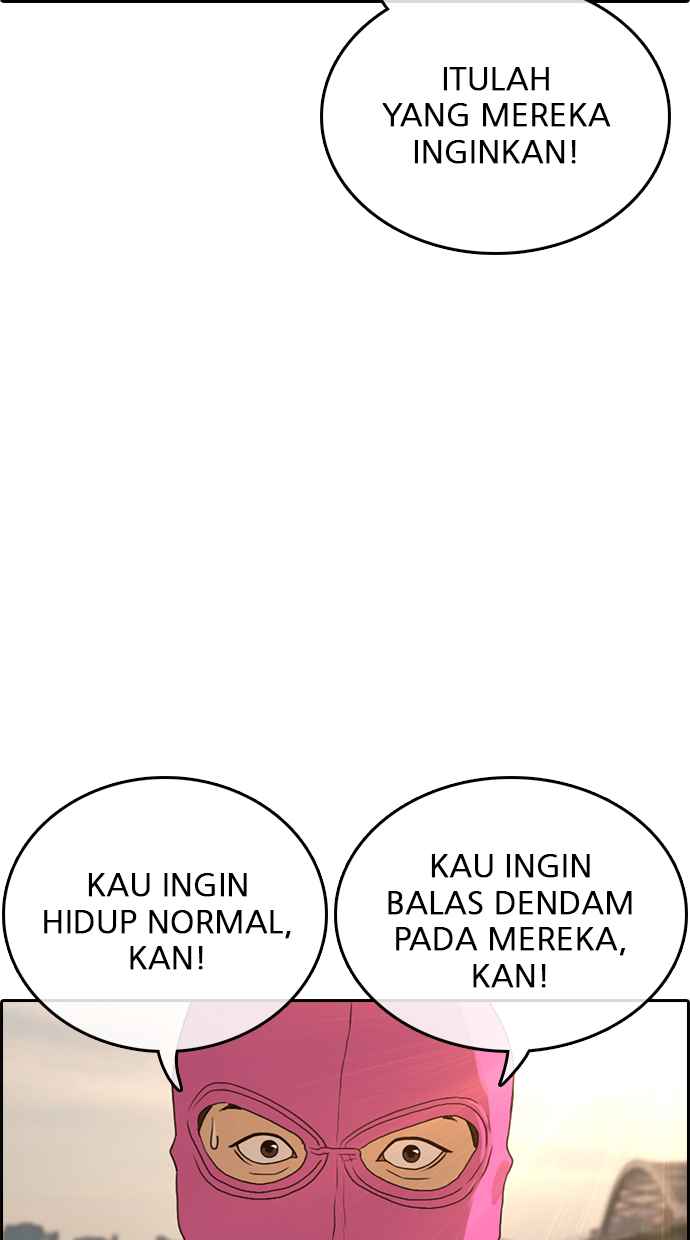 ITULAH
YANG MEREKA
INGINKAN!
KAU INGIN
HIDUP NORMAL,
KAN!
KAU INGIN
BALAS DENDAM
PADA MEREKA,
KAN!